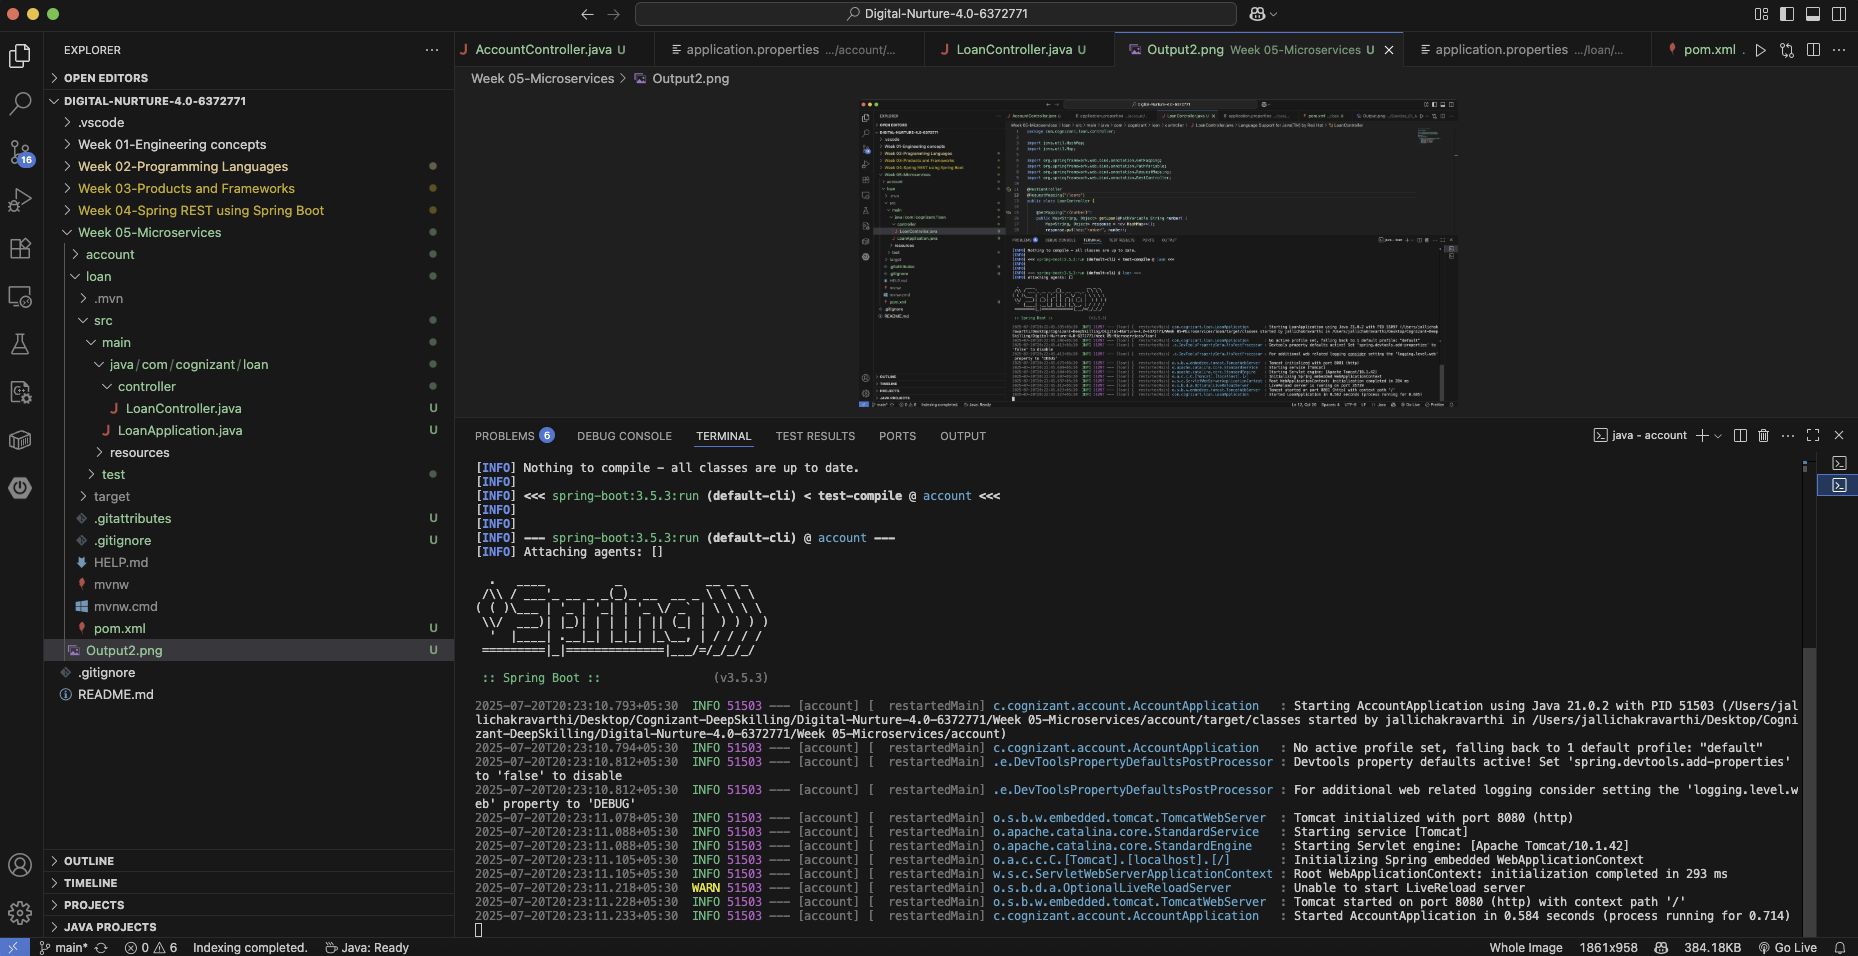 Digital-Nurture-4.0-6372771
EXPLORER
AccountController.java U
application.properties .../account/...
LoanController.java U
Output2.png Week 05-Microservices U
application.properties .../loan/...
pom.xml .
Week 05-Microservices > Output2.png
OPEN EDITORS
DIGITAL-NURTURE-4.0-6372771
.vscode
Week 01-Engineering concepts
Week 02-Programming Languages
Week 03-Products and Frameworks
Week 04-Spring REST using Spring Boot
Week 05-Microservices
account
loan
.mvn
src
main
java/com/cognizant/loan
controller
LoanController.java U
LoanApplication.java U
resources
test
target
.gitattributes U
.gitignore U
HELP.md
mvnw
mvnw.cmd
pom.xml U
Output2.png U
.gitignore
README.md
OUTLINE
TIMELINE
PROJECTS
JAVA PROJECTS
16
PROBLEMS 6 DEBUG CONSOLE TERMINAL TEST RESULTS PORTS OUTPUT
java - account
[INFO] Nothing to compile - all classes are up to date.
[INFO]
[INFO] <<< spring-boot:3.5.3:run (default-cli) < test-compile @ account <<<
[INFO]
[INFO]
[INFO] --- spring-boot:3.5.3:run (default-cli) @ account ---
[INFO] Attaching agents: []
Spring
:: Spring Boot :: (v3.5.3)
2025-07-20T20:23:10.793+05:30 INFO 51503 --- [account] [ restartedMain] c.cognizant.account.AccountApplication : Starting AccountApplication using Java 21.0.2 with PID 51503 (/Users/jal
lichakravarthi/Desktop/Cognizant-DeepSkilling/Digital-Nurture-4.0-6372771/Week 05-Microservices/account/target/classes started by jallichakravarthi in /Users/jallichakravarthi/Desktop/Cogni
zant-DeepSkilling/Digital-Nurture-4.0-6372771/Week 05-Microservices/account)
2025-07-20T20:23:10.794+05:30 INFO 51503 --- [account] [ restartedMain] c.cognizant.account.AccountApplication : No active profile set, falling back to 1 default profile: "default"
2025-07-20T20:23:10.812+05:30 INFO 51503 --- [account] [ restartedMain] .e.DevToolsPropertyDefaultsPostProcessor : Devtools property defaults active! Set 'spring.devtools.add-properties'
to 'false' to disable
2025-07-20T20:23:10.812+05:30 INFO 51503 --- [account] [ restartedMain] .e.DevToolsPropertyDefaultsPostProcessor : For additional web related logging consider setting the 'logging.level.w
eb' property to 'DEBUG'
2025-07-20T20:23:11.078+05:30 INFO 51503 --- [account] [ restartedMain] o.s.b.w.embedded.tomcat.TomcatWebServer : Tomcat initialized with port 8080 (http)
2025-07-20T20:23:11.088+05:30 INFO 51503 --- [account] [ restartedMain] o.apache.catalina.core.StandardService : Starting service [Tomcat]
2025-07-20T20:23:11.088+05:30 INFO 51503 --- [account] [ restartedMain] o.apache.catalina.core.StandardEngine : Starting Servlet engine: [Apache Tomcat/10.1.42]
2025-07-20T20:23:11.105+05:30 INFO 51503 --- [account] [ restartedMain] o.a.c.c.C.[Tomcat].[localhost].[/] : Initializing Spring embedded WebApplicationContext
2025-07-20T20:23:11.105+05:30 INFO 51503 --- [account] [ restartedMain] w.s.c.ServletWebServerApplicationContext : Root WebApplicationContext: initialization completed in 293 ms
2025-07-20T20:23:11.218+05:30 WARN 51503 --- [account] [ restartedMain] o.s.b.d.a.OptionalLiveReloadServer : Unable to start LiveReload server
2025-07-20T20:23:11.228+05:30 INFO 51503 --- [account] [ restartedMain] o.s.b.w.embedded.tomcat.TomcatWebServer : Tomcat started on port 8080 (http) with context path '/'
2025-07-20T20:23:11.233+05:30 INFO 51503 --- [account] [ restartedMain] c.cognizant.account.AccountApplication : Started AccountApplication in 0.584 seconds (process running for 0.714)
main* 0 6 Indexing completed. Java: Ready
Whole Image 1861x958 384.18KB Go Live